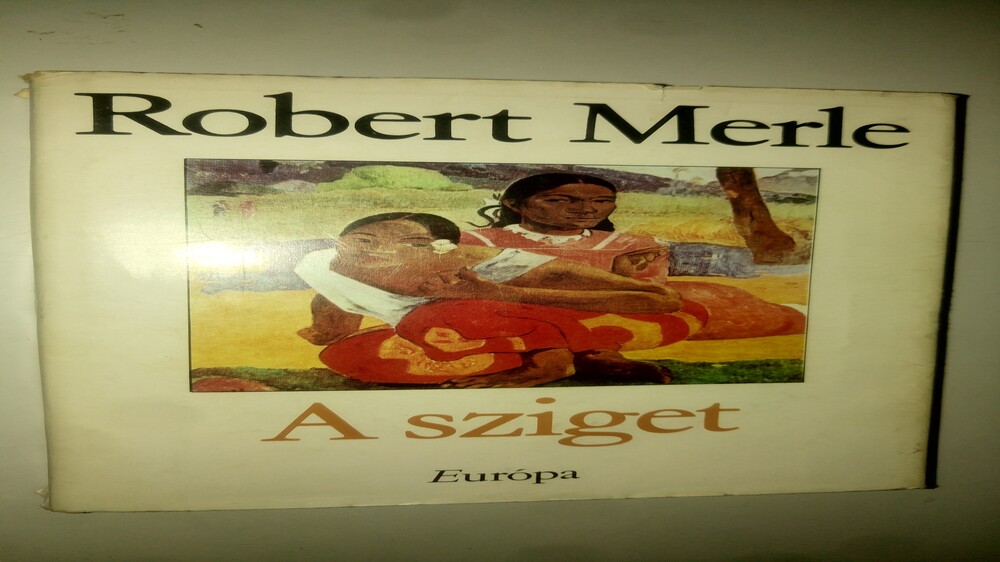 Robert Merle
A sziget
Európa